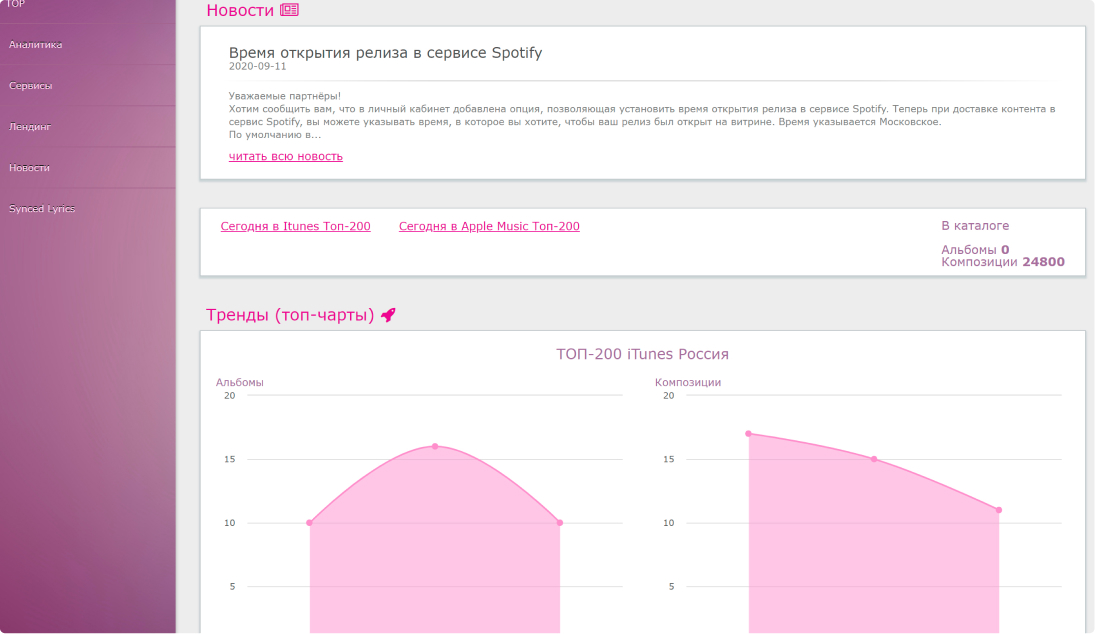 TOP
Аналитика
Сервисы
Лендинг
Новости
Synced Lyrics
Новости
Время открытия релиза в сервисе Spotify
2020-09-11
Уважаемые партнёры!
Хотим сообщить вам, что в личный кабинет добавлена опция, позволяющая установить время открытия релиза в сервисе Spotify. Теперь при доставке контента в
сервис Spotify, вы можете указывать время, в которое вы хотите, чтобы ваш релиз был открыт на витрине. Время указывается Московское.
По умолчанию в...
читать всю новость
Сегодня в Itunes Топ-200
Сегодня в Apple Music Топ-200
В каталоге
Альбомы 0
Композиции 24800
Тренды (топ-чарты)
ТОП-200 iTunes Россия
Альбомы
20
15
10
5
Композиции
20
15
10
5